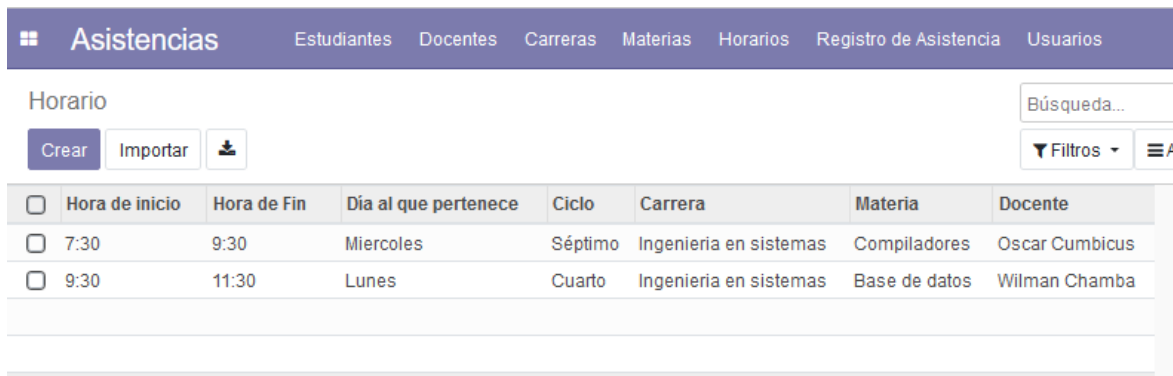 Asistencias Estudiantes Docentes Carreras Materias Horarios Registro de Asistencia Usuarios
Horario Búsqueda...
Crear Importar Filtros A
Hora de inicio Hora de Fin Día al que pertenece Ciclo Carrera Materia Docente
7:30 9:30 Miercoles Séptimo Ingenieria en sistemas Compiladores Oscar Cumbicus
9:30 11:30 Lunes Cuarto Ingenieria en sistemas Base de datos Wilman Chamba